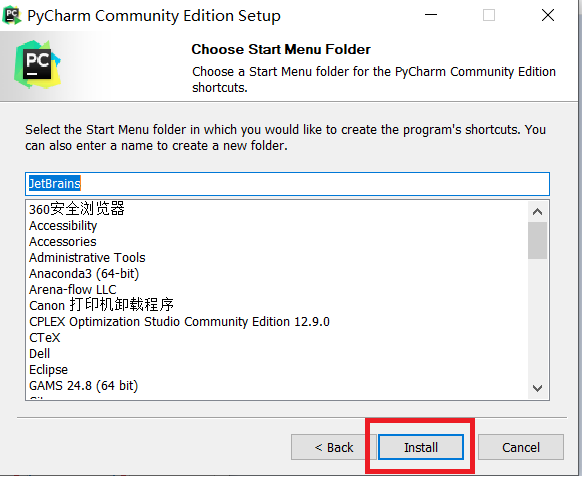 PyCharm Community Edition Setup
PC
Choose Start Menu Folder
Choose a Start Menu folder for the PyCharm Community Edition
shortcuts.
Select the Start Menu folder in which you would like to create the program's shortcuts. You
can also enter a name to create a new folder.
JetBrains
360安全浏览器
Accessibility
Accessories
Administrative Tools
Anaconda3 (64-bit)
Arena-flow LLC
Canon 打印机卸载程序
CPLEX Optimization Studio Community Edition 12.9.0
CTeX
Dell
Eclipse
GAMS 24.8 (64 bit)
< Back Install Cancel